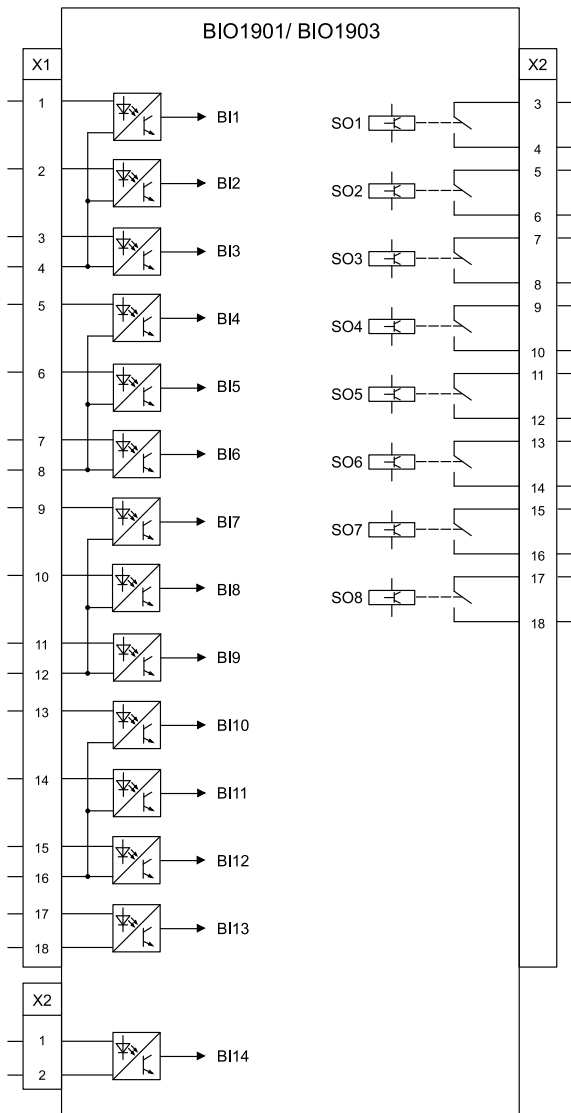 BIO1901/ BIO1903
X1
1
BI1
2
BI2
3
4
BI3
5
BI4
6
BI5
7
8
BI6
9
BI7
10
BI8
11
12
BI9
13
BI10
14
BI11
15
16
BI12
17
18
BI13
X2
1
2
BI14
X2
SO1
3
4
SO2
5
6
SO3
7
8
SO4
9
10
SO5
11
12
SO6
13
14
SO7
15
16
SO8
17
18